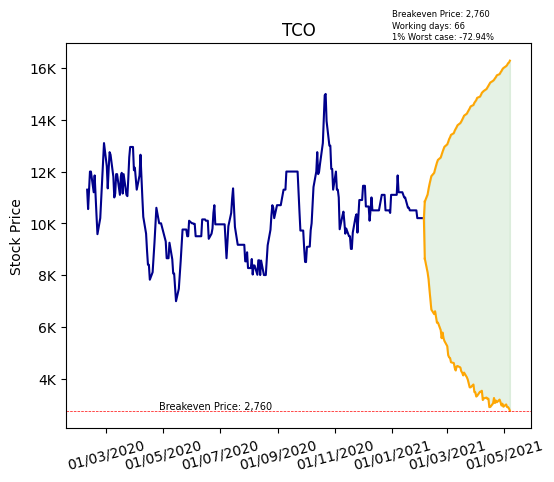 Breakeven Price: 2,760
Working days: 66
1% Worst case: -72.94%
TCO
Stock Price
16K
14K
12K
10K
8K
6K
4K
Breakeven Price: 2,760
01/03/2020
01/05/2020
01/07/2020
01/09/2020
01/11/2020
01/01/2021
01/03/2021
01/05/2021